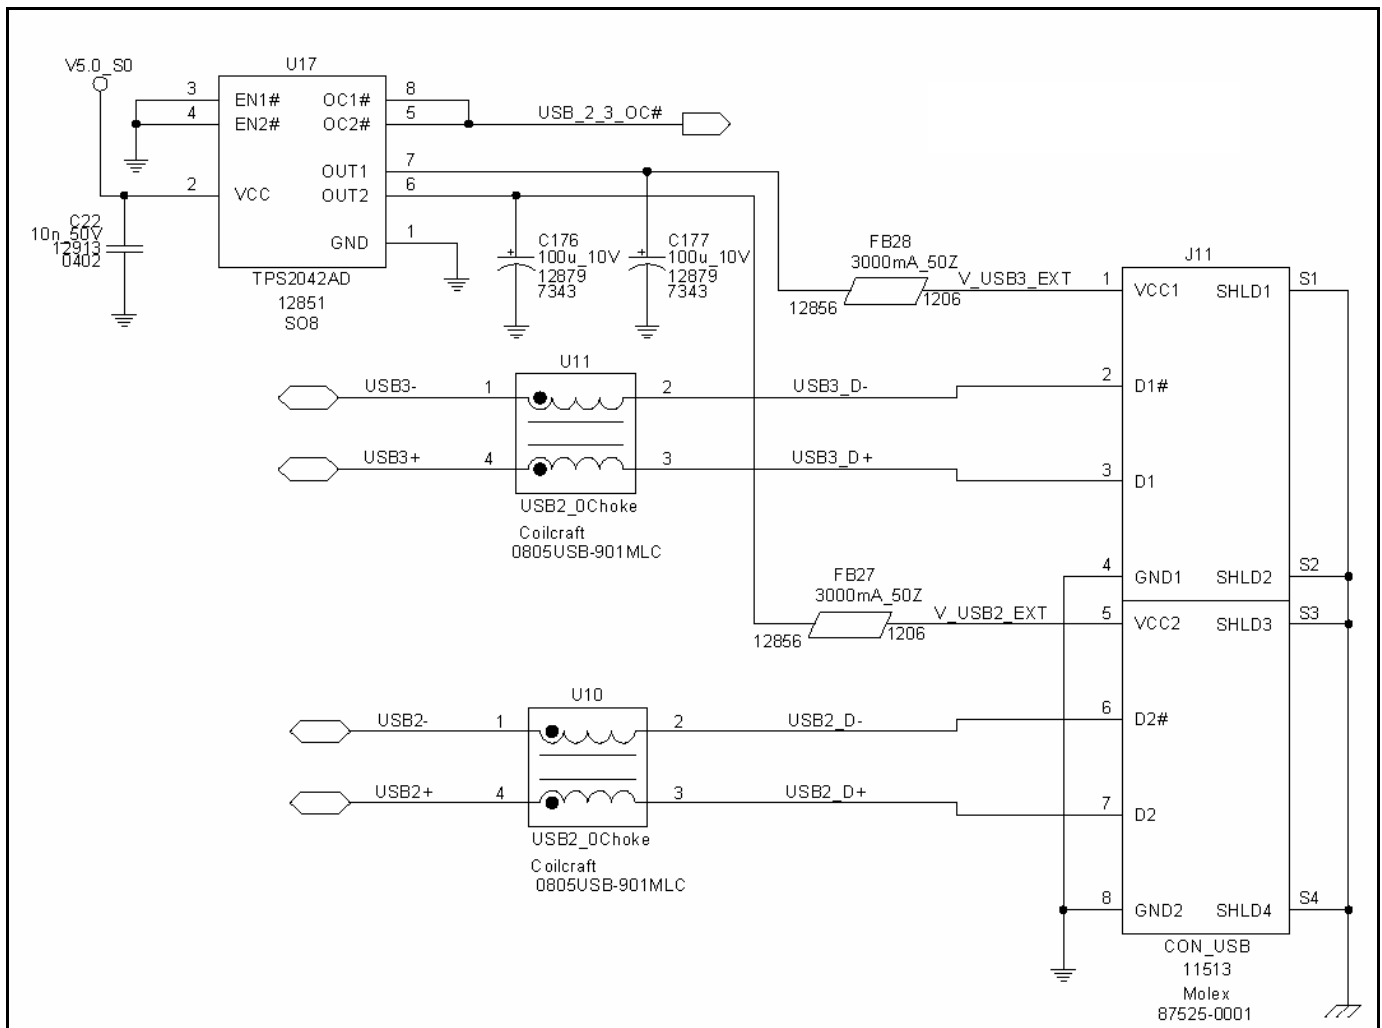 V5.0_S0
U17
3 EN1# OC1# 8
4 EN2# OC2# 5
USB_2_3_OC#
OUT1 7
2 VCC OUT2 6
GND 1
C22
10n_50V
12913
0402
TPS2042AD
12851
SO8
C176
100u_10V
12879
7343
C177
100u_10V
12879
7343
FB28
3000mA_50Z
12856 1206
V_USB3_EXT
J11
1 VCC1 SHLD1 S1
U11
USB3- 1 2 USB3_D-
2 D1#
USB3+ 4 3 USB3_D+
3 D1
USB2_0Choke
Coilcraft
0805USB-901MLC
4 GND1 SHLD2 S2
FB27
3000mA_50Z
12856 1206
V_USB2_EXT
5 VCC2 SHLD3 S3
U10
USB2- 1 2 USB2_D-
6 D2#
USB2+ 4 3 USB2_D+
7 D2
USB2_0Choke
Coilcraft
0805USB-901MLC
8 GND2 SHLD4 S4
CON_USB
11513
Molex
87525-0001